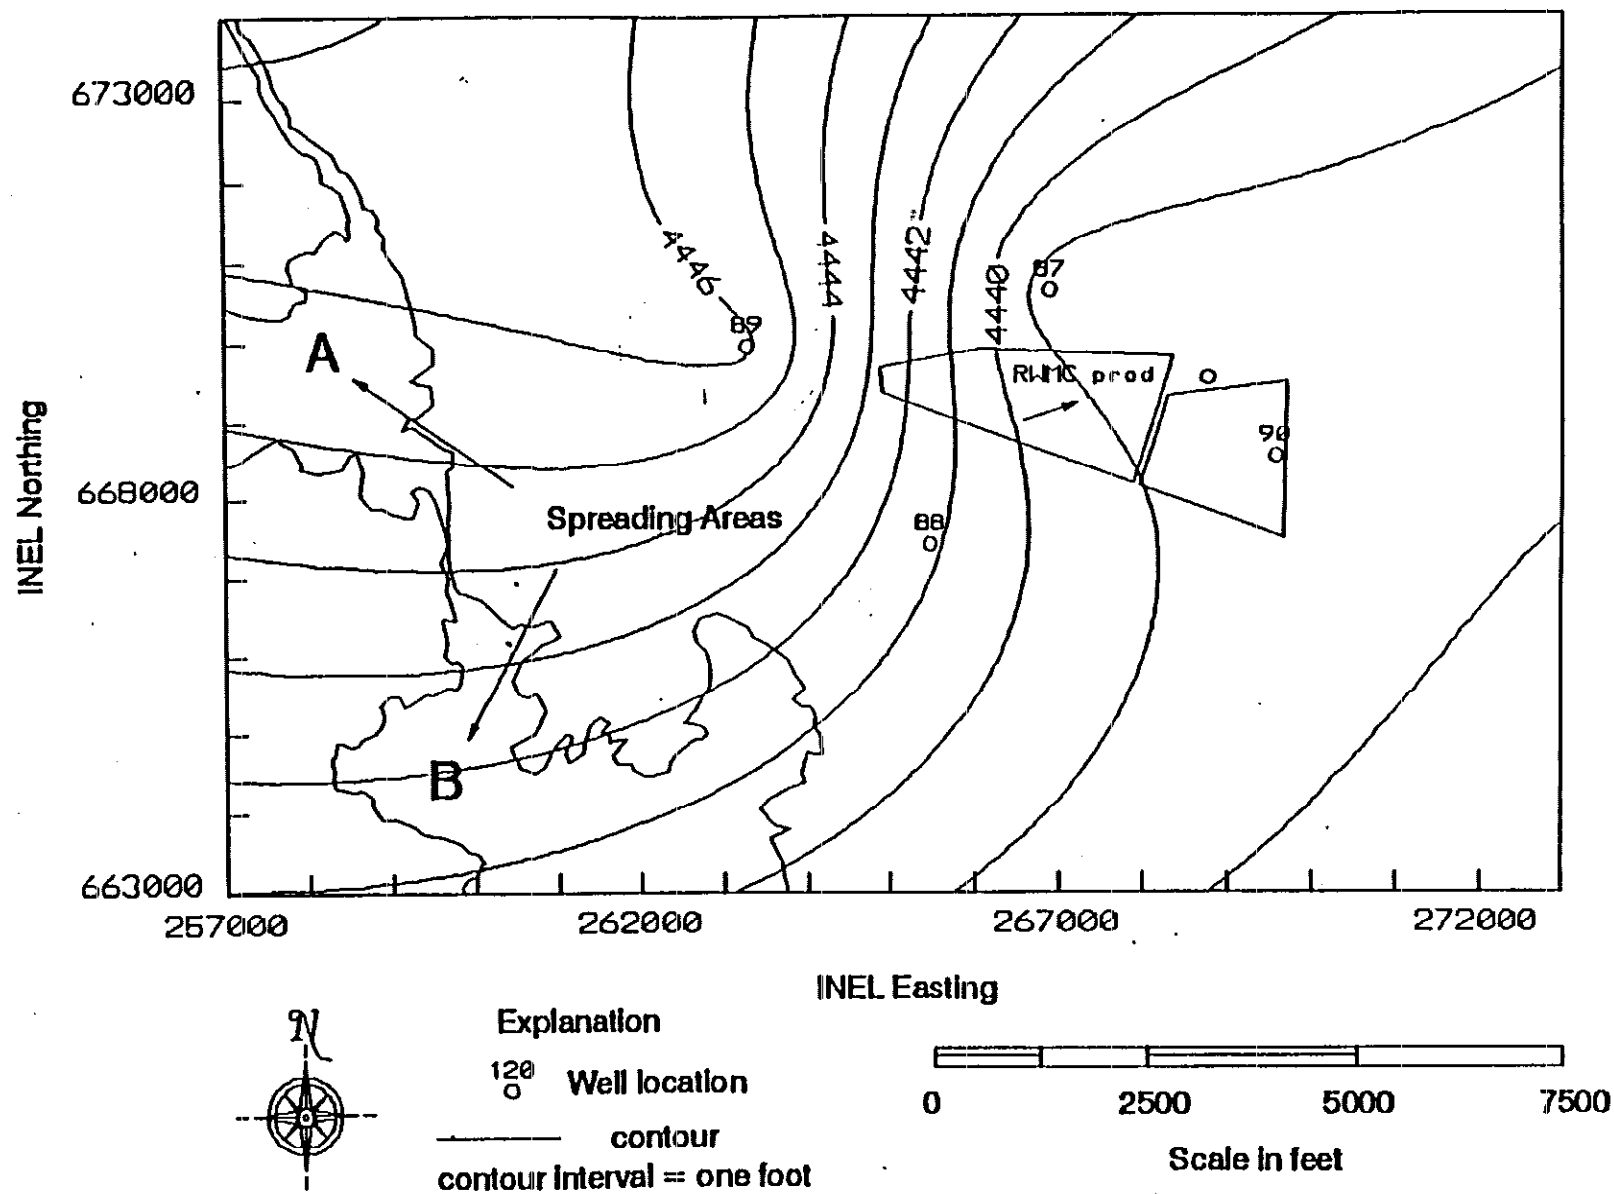 673000
4446
4444
4442
4440
87
89
A
RWMC prod
90
INEL Northing
668000
Spreading Areas
88
B
663000
257000
262000
267000
272000
INEL Easting
N
Explanation
120
Well location
contour
contour interval = one foot
0
2500
5000
7500
Scale in feet